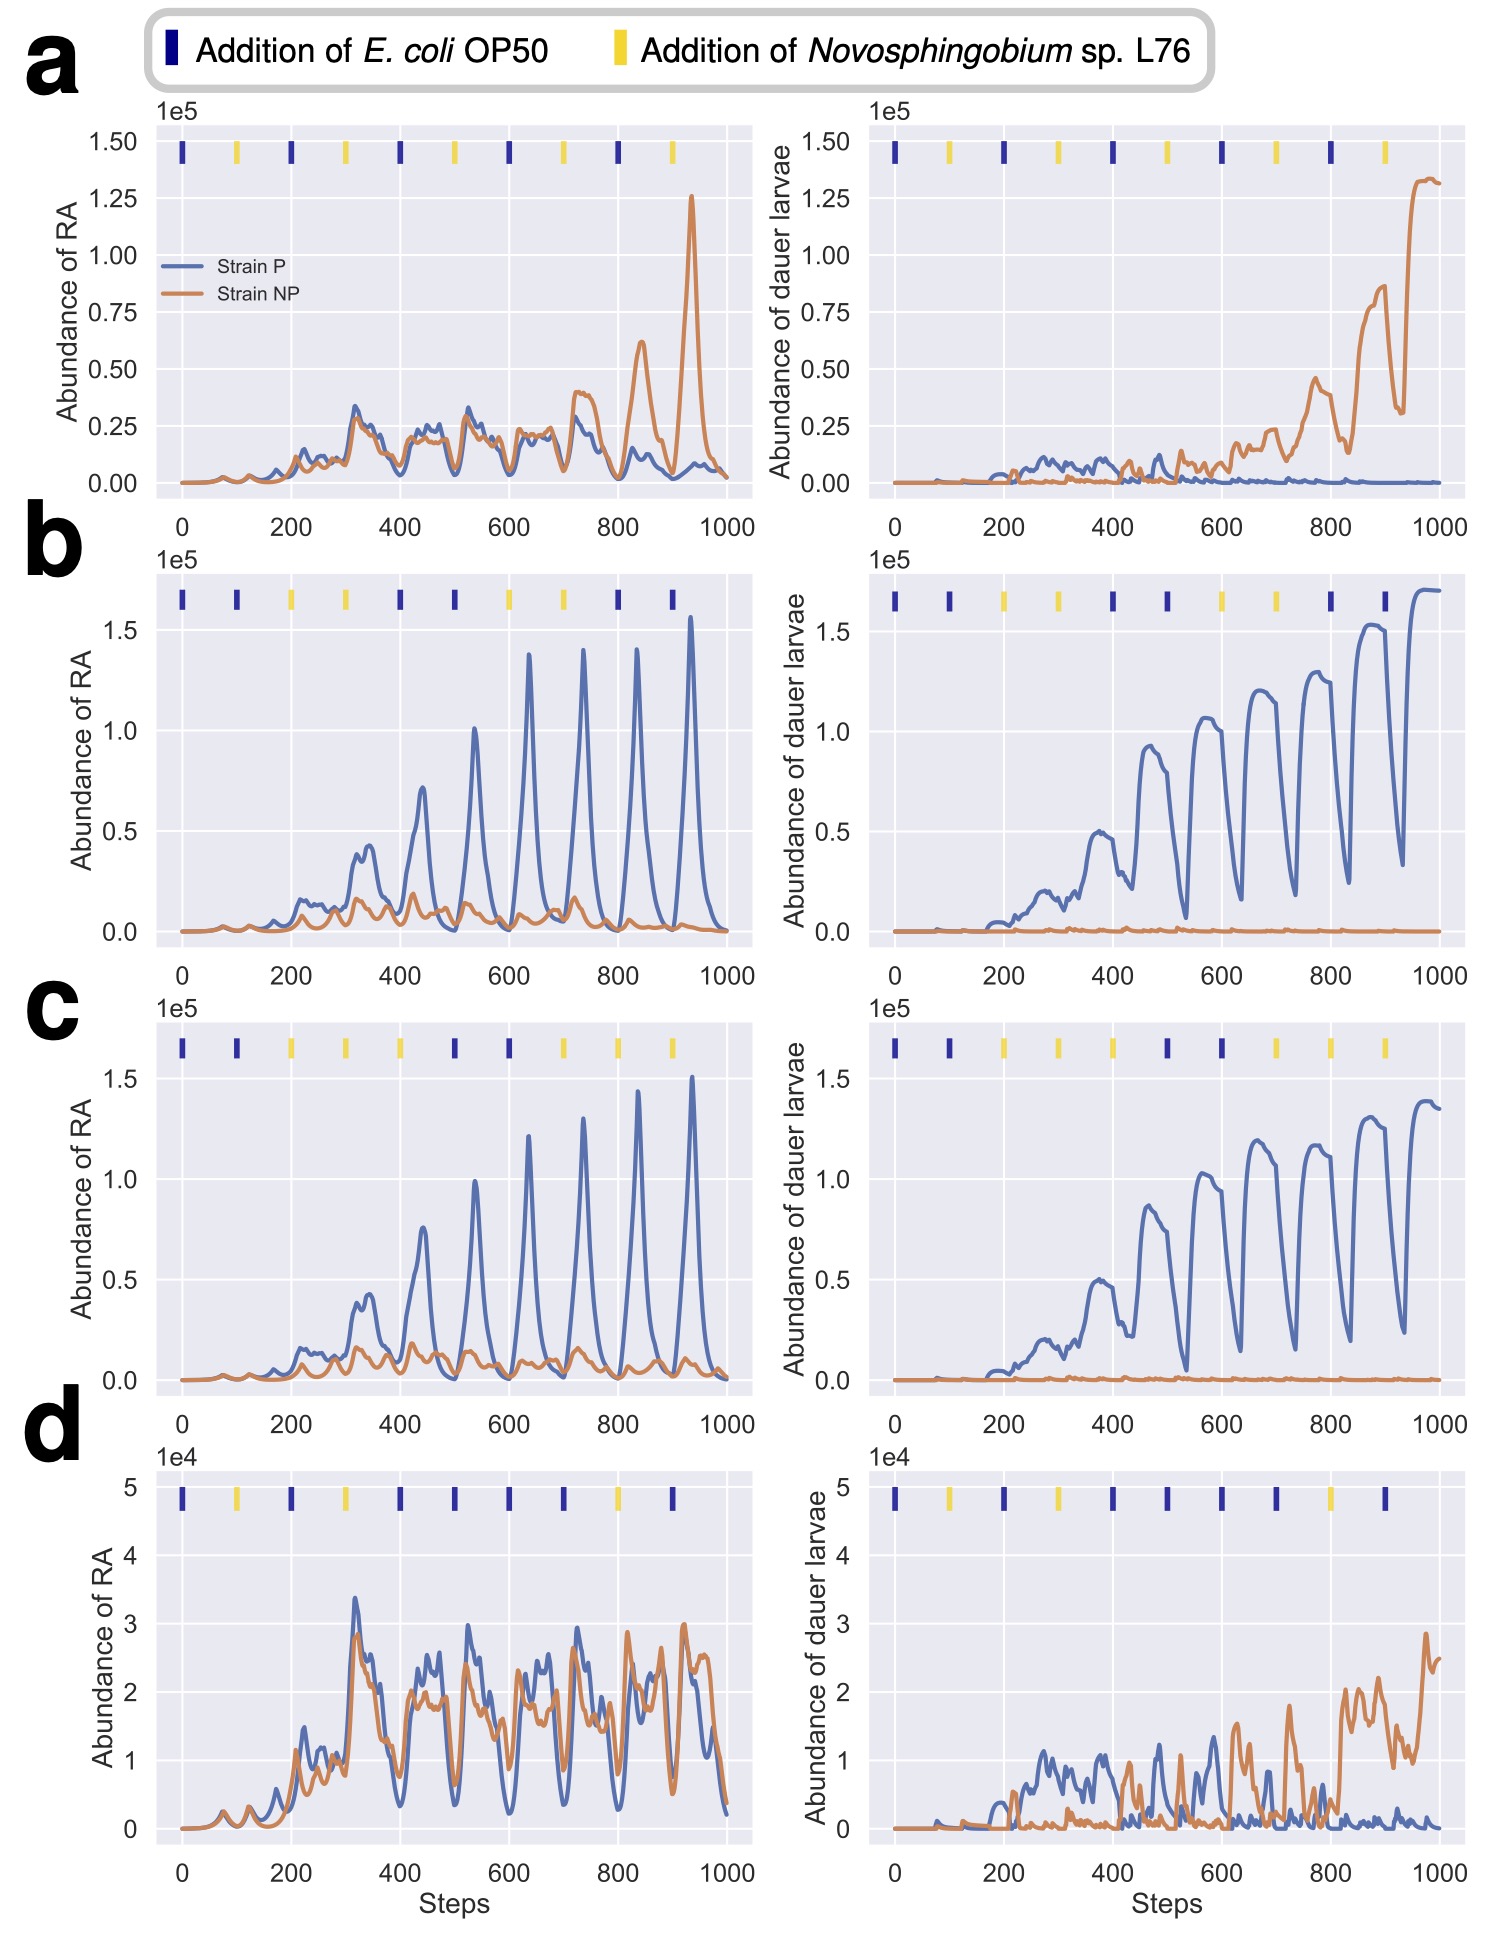 a
Addition of E. coli OP50
Addition of Novosphingobium sp. L76
1e5
1.50
1.25
1.00
0.75
0.50
0.25
0.00
Abundance of RA
Strain P
Strain NP
0 200 400 600 800 1000
1e5
1.50
1.25
1.00
0.75
0.50
0.25
0.00
Abundance of dauer larvae
0 200 400 600 800 1000
b
1e5
1.5
1.0
0.5
0.0
Abundance of RA
0 200 400 600 800 1000
1e5
1.5
1.0
0.5
0.0
Abundance of dauer larvae
0 200 400 600 800 1000
c
1e5
1.5
1.0
0.5
0.0
Abundance of RA
0 200 400 600 800 1000
1e5
1.5
1.0
0.5
0.0
Abundance of dauer larvae
0 200 400 600 800 1000
d
1e4
5
4
3
2
1
0
Abundance of RA
0 200 400 600 800 1000
Steps
1e4
5
4
3
2
1
0
Abundance of dauer larvae
0 200 400 600 800 1000
Steps